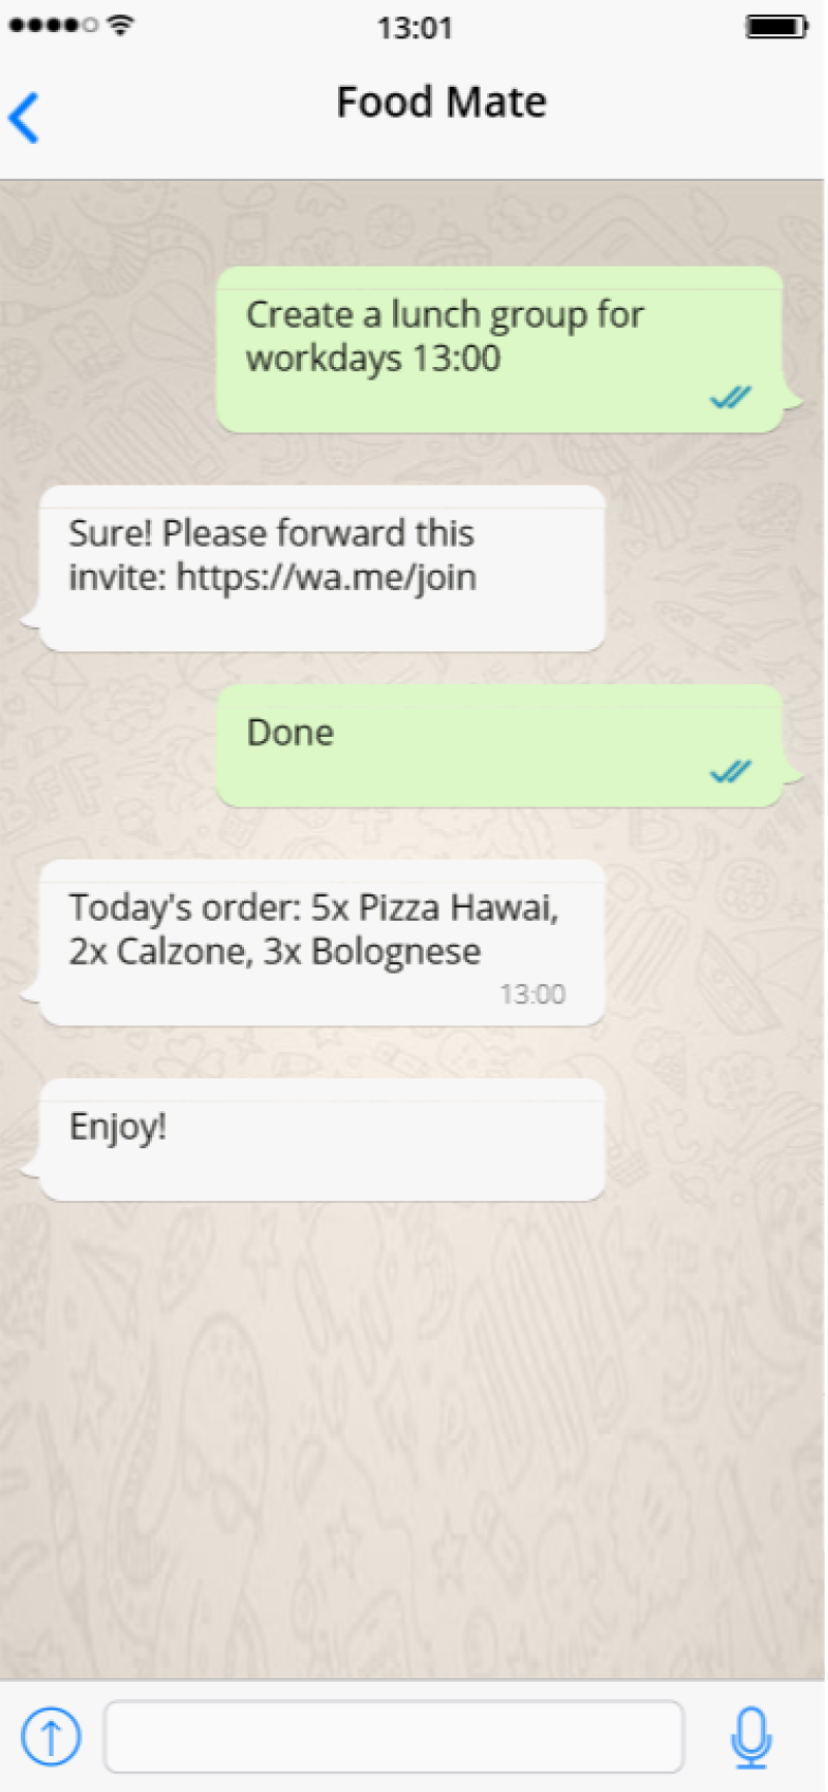 13:01
Food Mate
Create a lunch group for
workdays 13:00
Sure! Please forward this
invite: https://wa.me/join
Done
Today's order: 5x Pizza Hawai,
2x Calzone, 3x Bolognese
13:00
Enjoy!